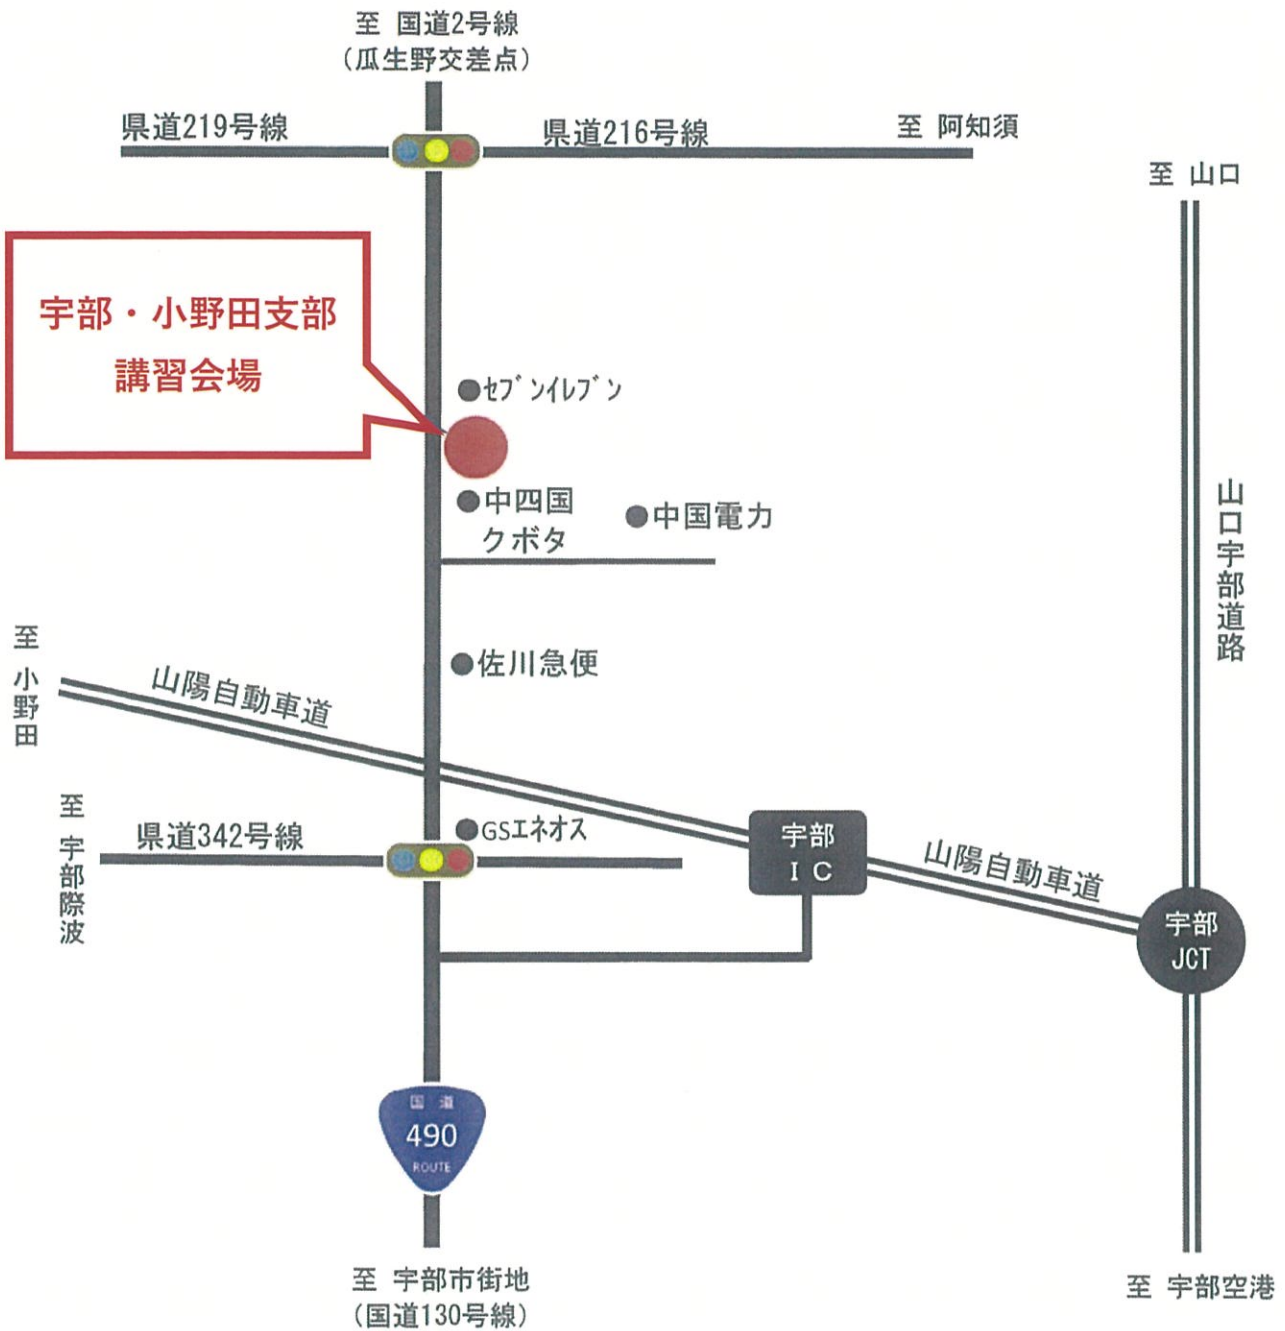 至 国道2号線
（瓜生野交差点）
県道219号線
県道216号線
至 阿知須
至 山口
宇部・小野田支部
講習会場
●ｾﾌﾞﾝｲﾚﾌﾞﾝ
●中四国
クボタ
●中国電力
山口宇部道路
●佐川急便
至 小野田
山陽自動車道
至 宇部際波
県道342号線
●GSｴﾈｵｽ
宇部
ＩＣ
山陽自動車道
宇部
JCT
国 道
490
ROUTE
至 宇部市街地
（国道130号線）
至 宇部空港